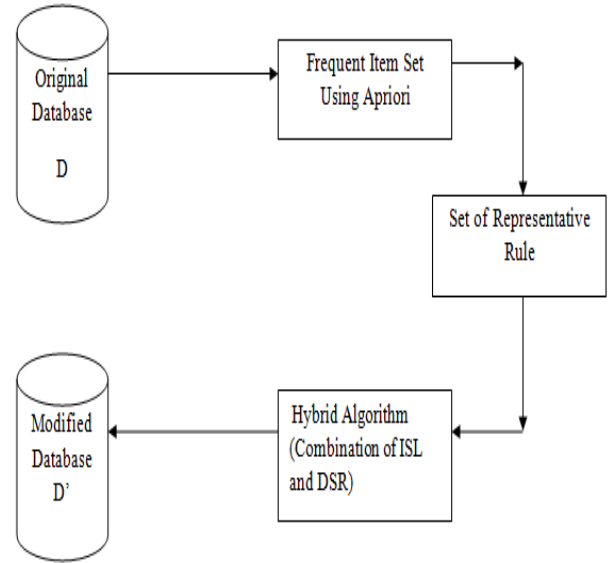 Original
Database
D
Frequent Item Set
Using Apriori
Set of Representative
Rule
Hybrid Algorithm
(Combination of ISL
and DSR)
Modified
Database
D’